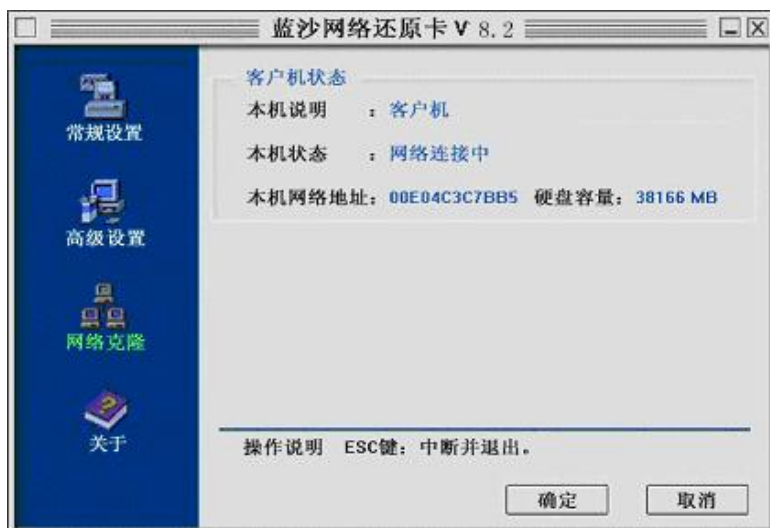 蓝沙网络还原卡 V 8.2
常规设置
高级设置
网络克隆
关于
客户机状态
本机说明 : 客户机
本机状态 : 网络连接中
本机网络地址: 00E04C3C7BB5 硬盘容量: 38166 MB
操作说明 ESC键: 中断并退出。
确定 取消